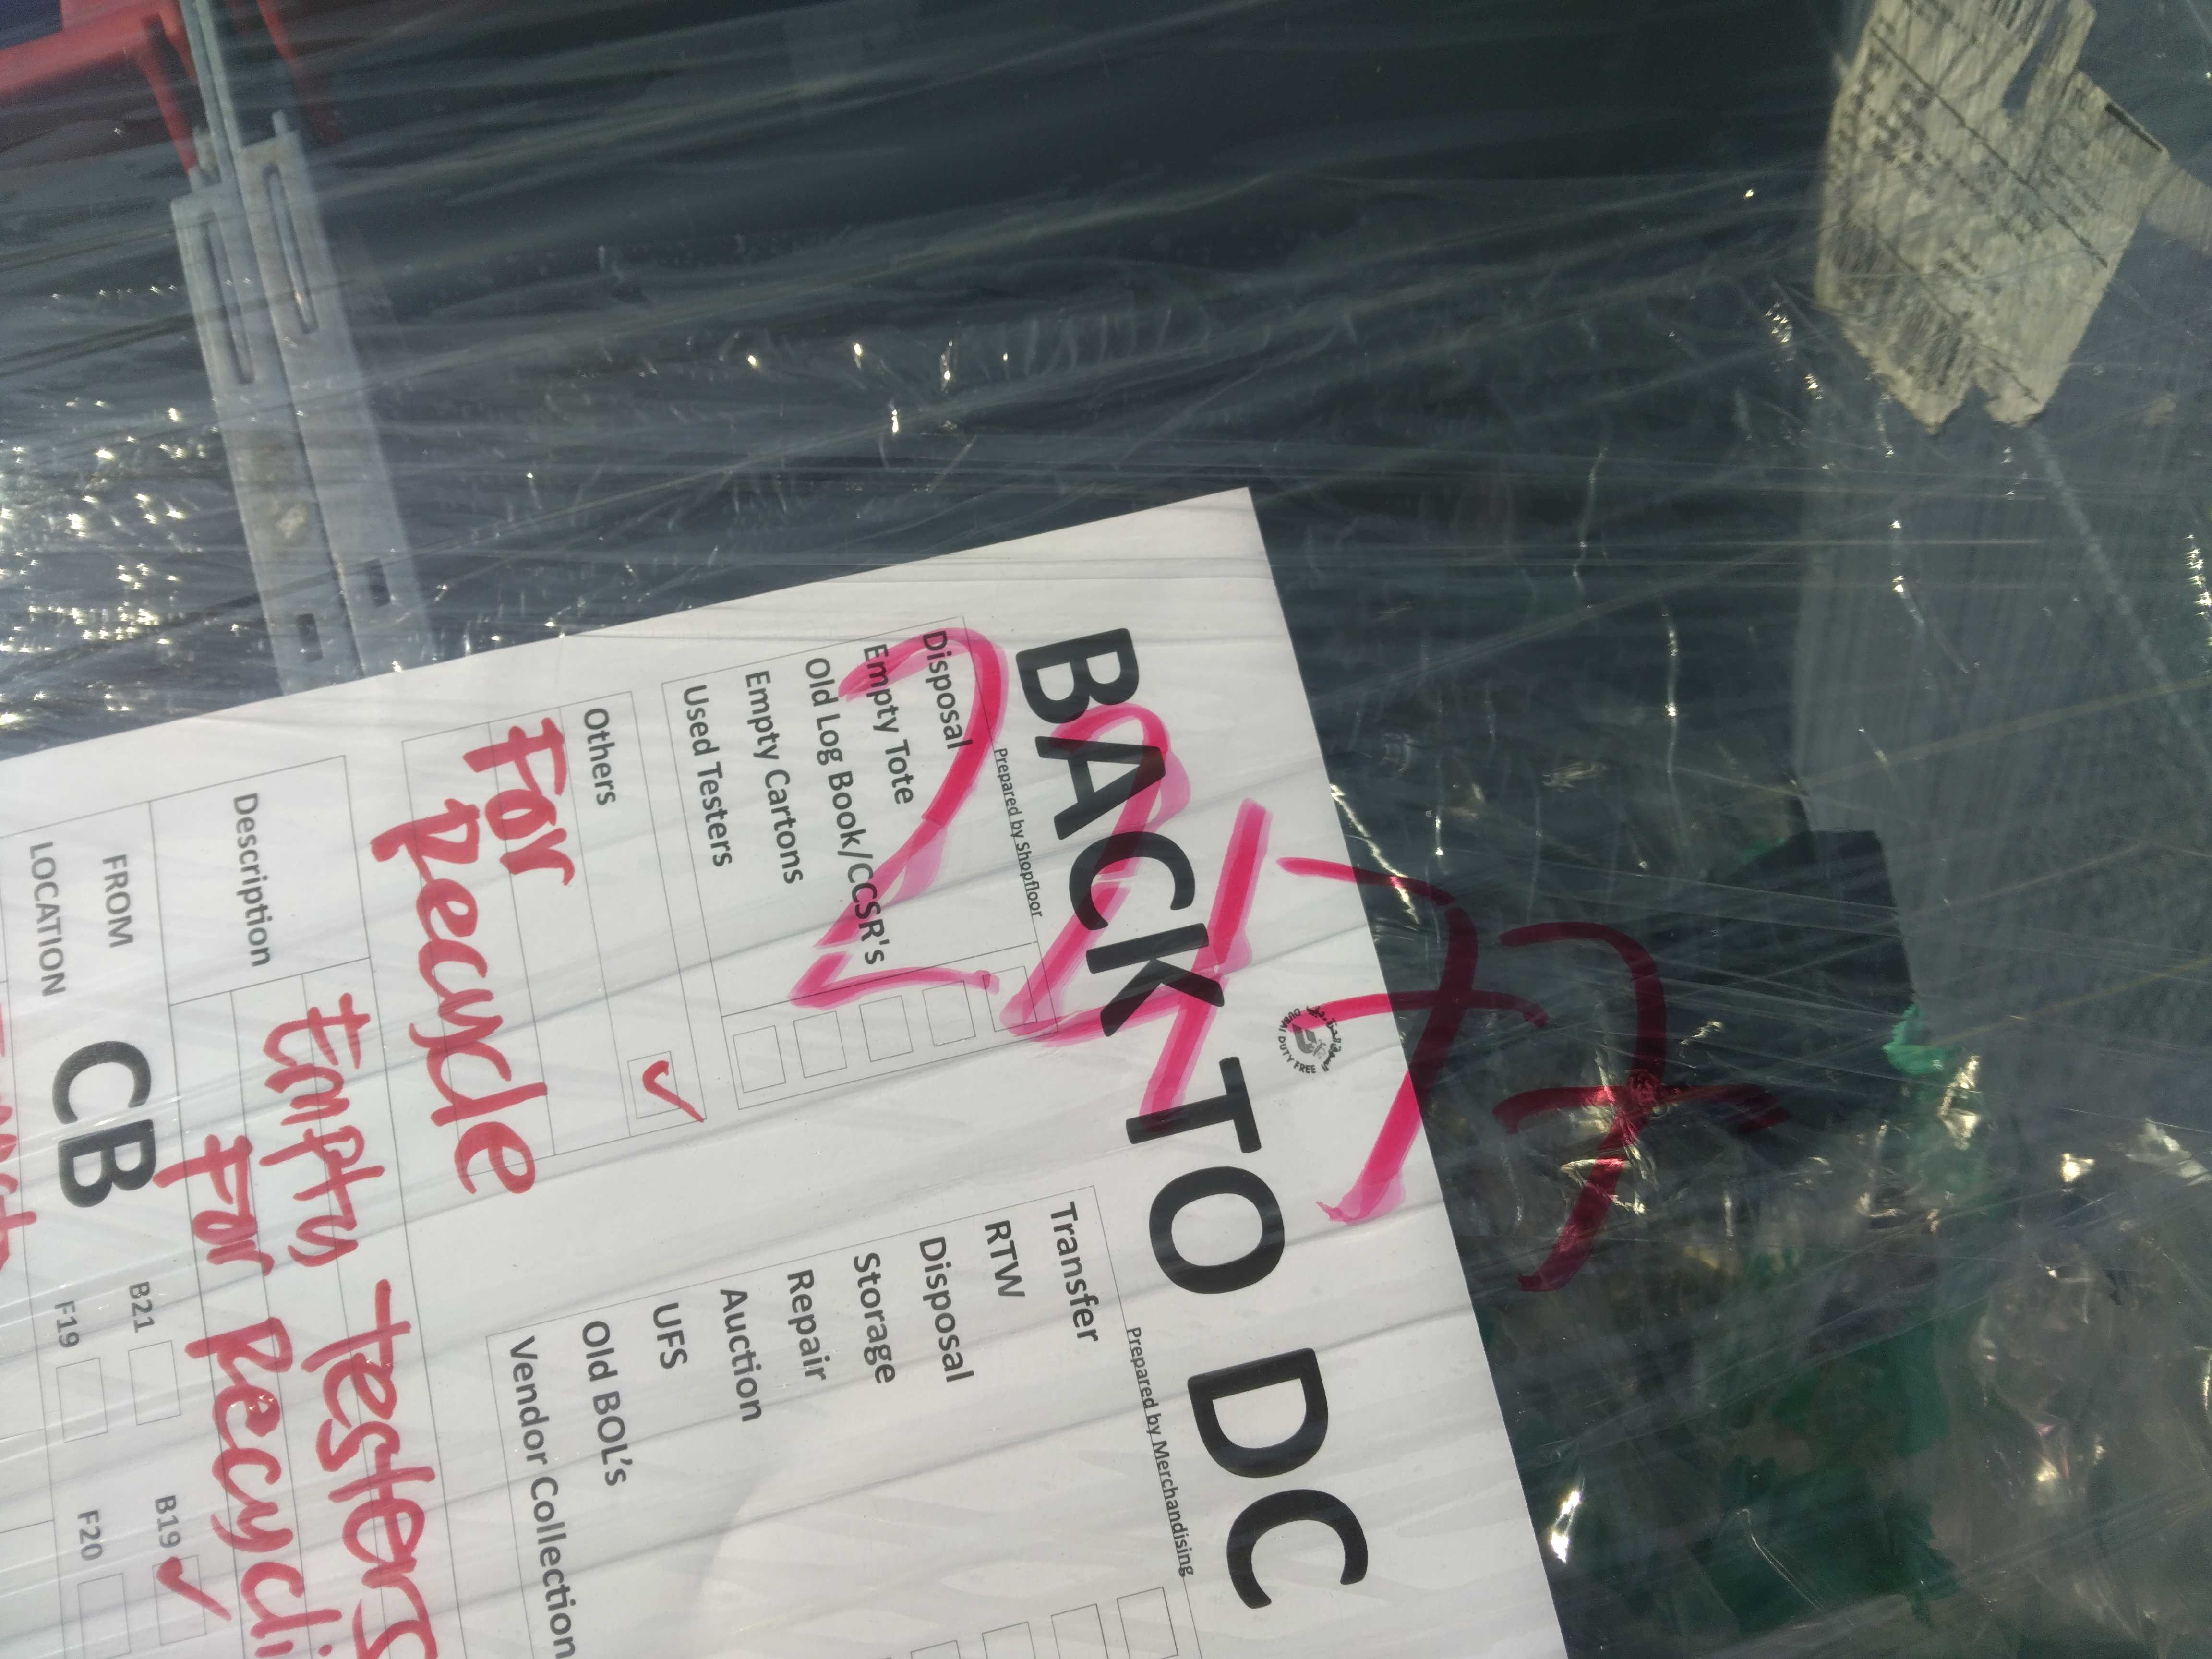 DUBAI DUTY FREE
BACK TO DC
Prepared by Shopfloor
Disposal
Empty Tote
Old Log Book/CCSR's
Empty Cartons
Used Testers
Others ✓
For
Recycle
Prepared by Merchandising
Transfer
RTW
Disposal
Storage
Repair
Auction
UFS
Old BOL's
Vendor Collection
Description
Empty Testers
For Recycli
FROM
LOCATION
CB
B21
B19 ✓
F19
F20